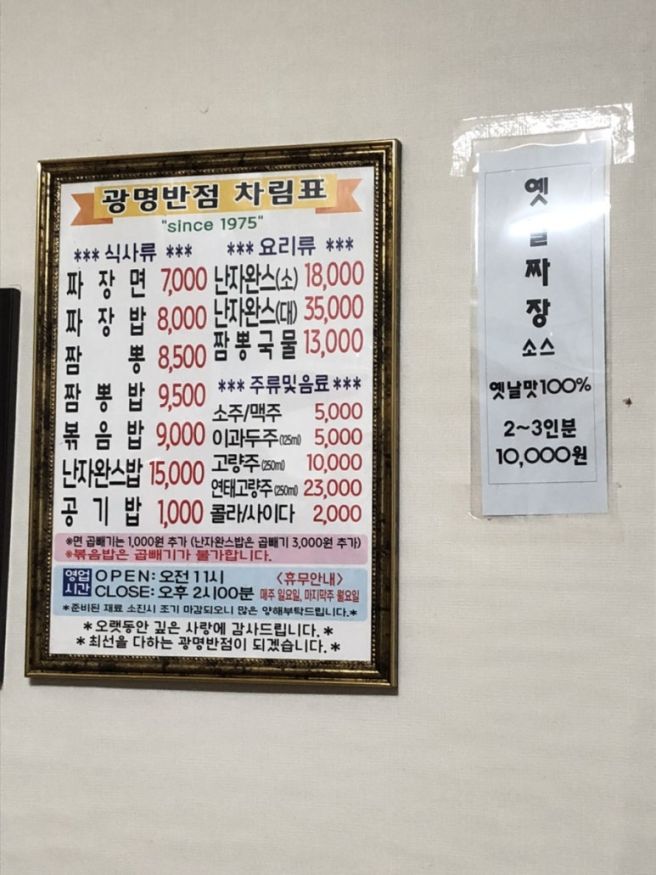 광명반점 차림표
"since 1975"
*** 식사류 ***
짜장면 7,000
짜장밥 8,000
짬뽕 8,500
짬뽕밥 9,500
볶음밥 9,000
난자완스밥 15,000
공기밥 1,000
*** 요리류 ***
난자완스(소) 18,000
난자완스(대) 35,000
짬뽕국물 13,000
*** 주류및음료 ***
소주/맥주 5,000
이과두주(125ml) 5,000
고량주(250ml) 10,000
연태고량주(250ml) 23,000
콜라/사이다 2,000
*면 곱빼기는 1,000원 추가 (난자완스밥은 곱빼기 3,000원 추가)
*볶음밥은 곱빼기가 불가합니다.
영업시간
OPEN: 오전 11시
CLOSE: 오후 2시00분
<휴무안내>
매주 일요일, 마지막주 월요일
*준비된 재료 소진시 조기 마감되오니 많은 양해부탁드립니다.*
*오랫동안 깊은 사랑에 감사드립니다.*
*최선을 다하는 광명반점이 되겠습니다.*
옛날짜장
소스
옛날맛100%
2~3인분
10,000원